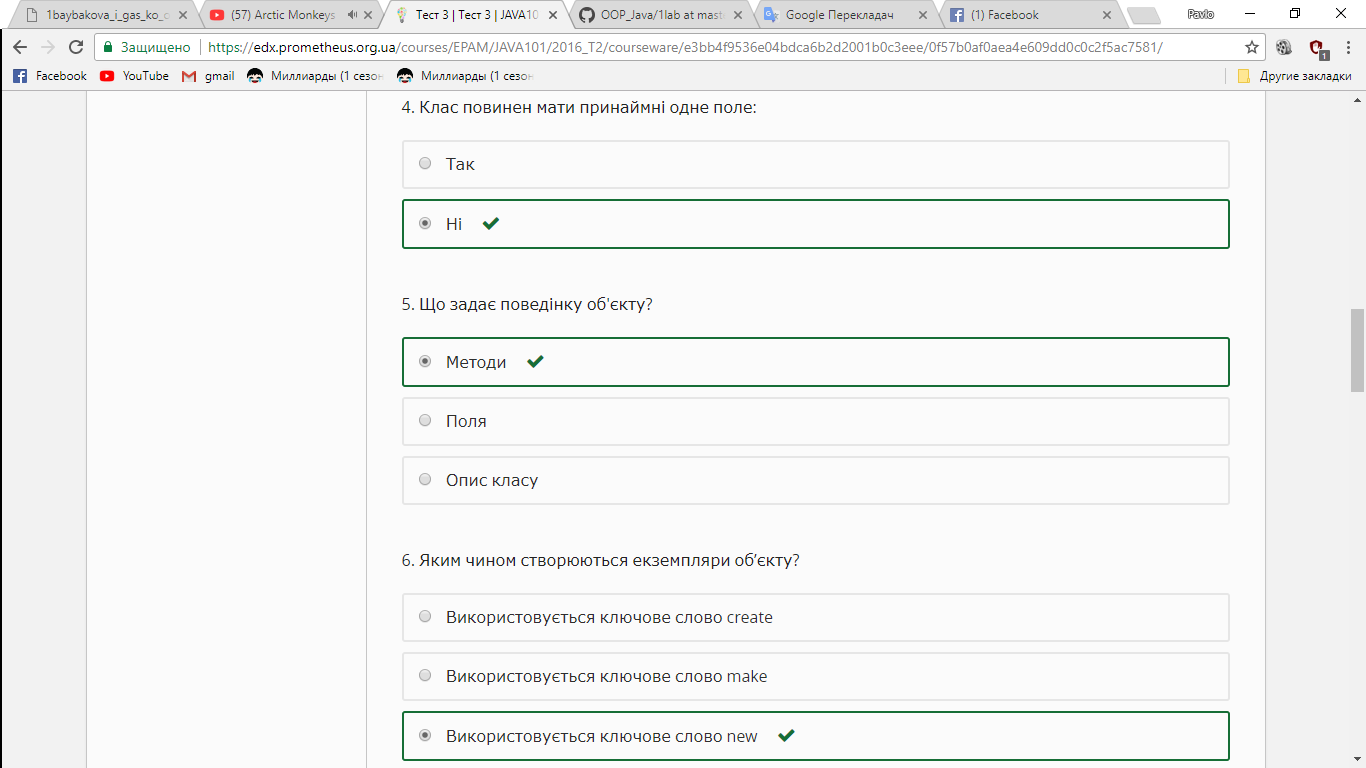 1baybakova_i_gas_ko_o
(57) Arctic Monkeys
Тест 3 | Тест 3 | JAVA10
OOP_Java/1lab at mast
Google Перекладач
(1) Facebook
Pavlo
Защищено
https://edx.prometheus.org.ua/courses/EPAM/JAVA101/2016_T2/courseware/e3bb4f9536e04bdca6b2d2001b0c3eee/0f57b0af0aea4e609dd0c0c2f5ac7581/
1
Facebook
YouTube
gmail
Миллиарды (1 сезон
Миллиарды (1 сезон
Другие закладки
4. Клас повинен мати принаймні одне поле:
Так
Ні
5. Що задає поведінку об'єкту?
Методи
Поля
Опис класу
6. Яким чином створюються екземпляри об’єкту?
Використовується ключове слово create
Використовується ключове слово make
Використовується ключове слово new